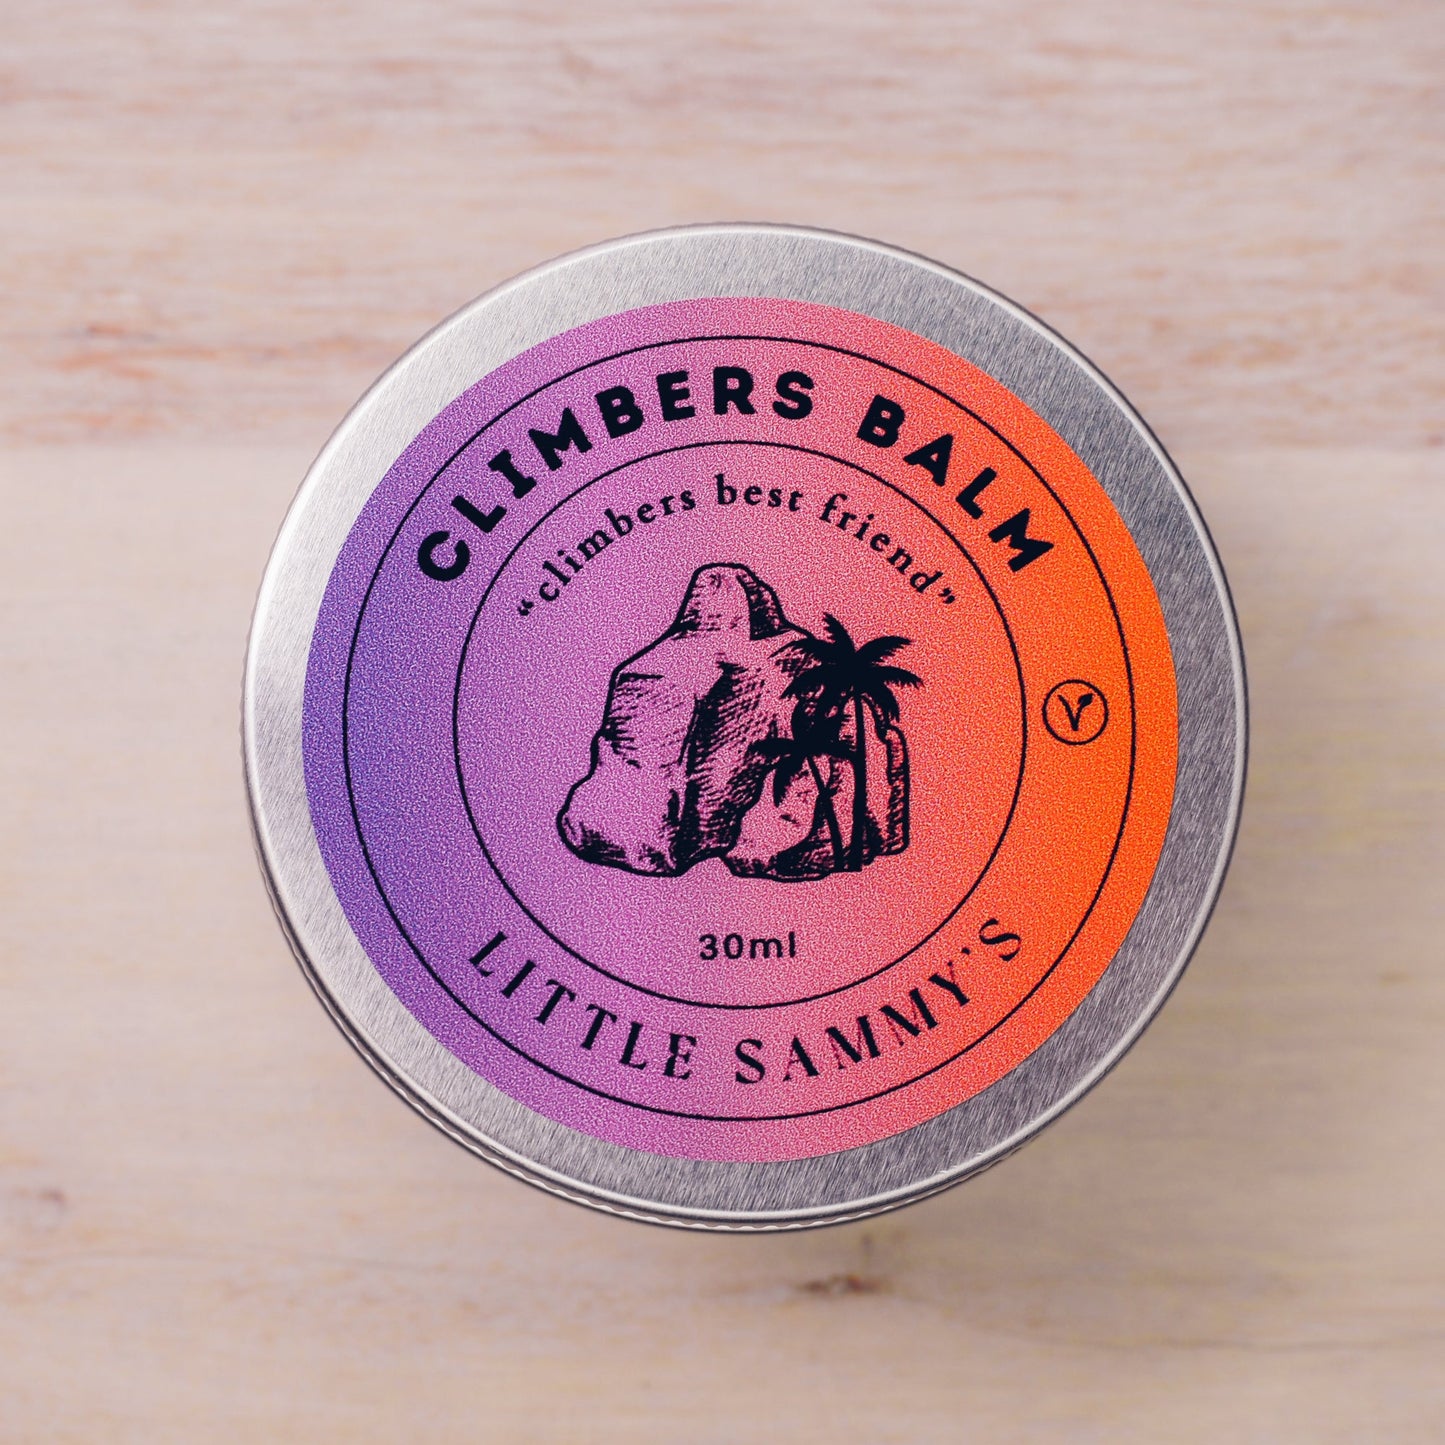 CLIMBERS BALM
“climbers best friend”
30ml
LITTLE SAMMY'S